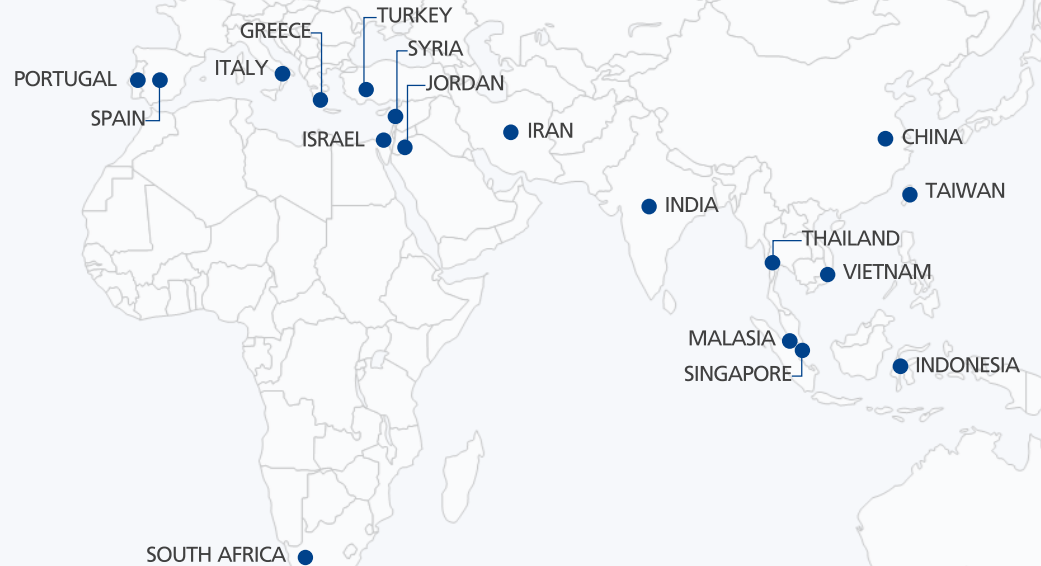 TURKEY
GREECE
SYRIA
ITALY
PORTUGAL
JORDAN
SPAIN
ISRAEL
IRAN
CHINA
TAIWAN
INDIA
THAILAND
VIETNAM
MALASIA
INDONESIA
SINGAPORE
SOUTH AFRICA